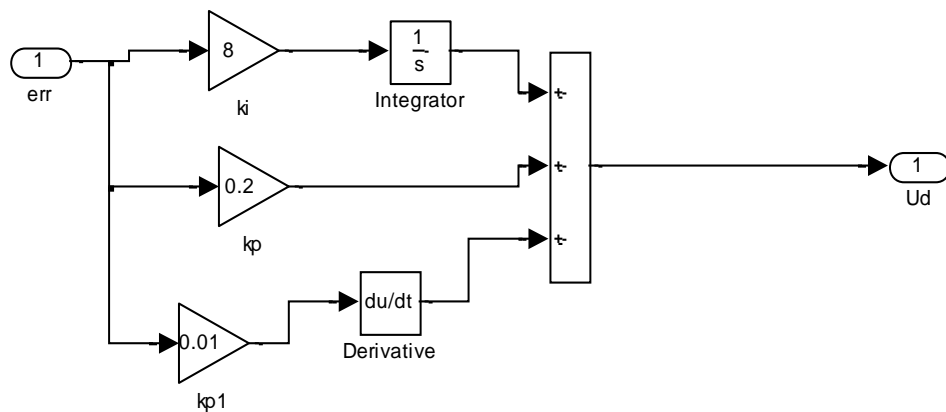 1
err
8
ki
1
s
Integrator
+
0.2
kp
+
1
Ud
+
0.01
kp1
du/dt
Derivative